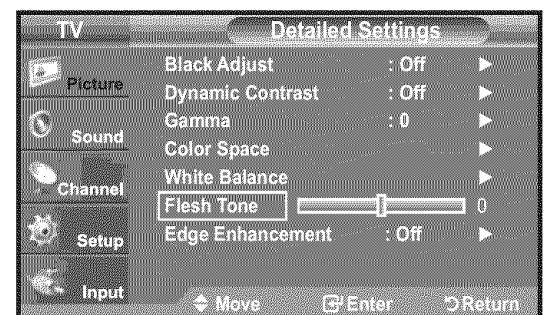 TV
Detailed Settings
Picture
Sound
Channel
Setup
Input
Black Adjust : Off ►
Dynamic Contrast : Off ►
Gamma : 0 ►
Color Space ►
White Balance ►
Flesh Tone 0
Edge Enhancement : Off ►
Move Enter Return